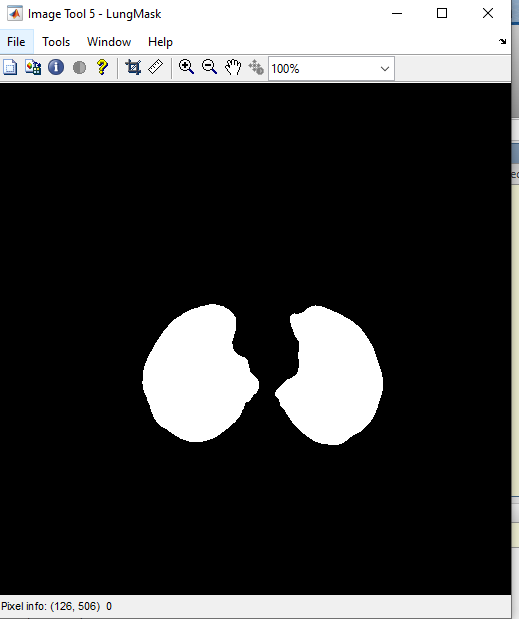 Image Tool 5 - LungMask
File Tools Window Help
100%
Pixel info: (126, 506) 0